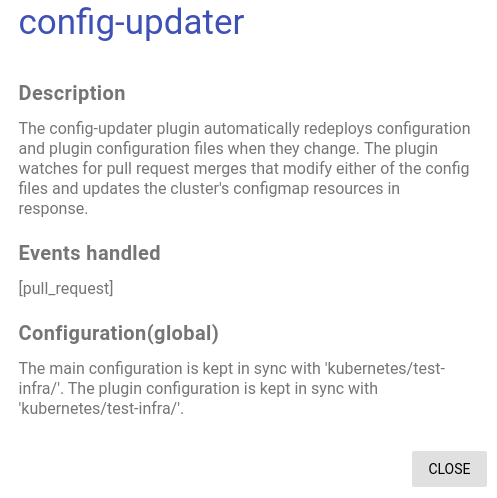 config-updater
Description
The config-updater plugin automatically redeploys configuration
and plugin configuration files when they change. The plugin
watches for pull request merges that modify either of the config
files and updates the cluster's configmap resources in
response.
Events handled
[pull_request]
Configuration(global)
The main configuration is kept in sync with 'kubernetes/test-
infra/'. The plugin configuration is kept in sync with
'kubernetes/test-infra/'.
CLOSE